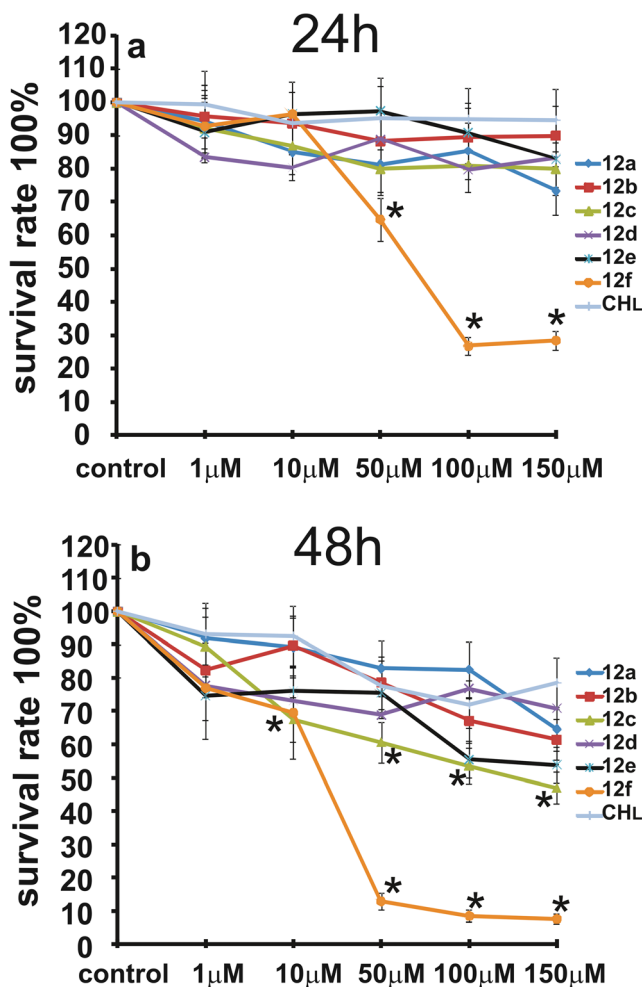 a
24h
survival rate 100%
120
110
100
90
80
70
60
50
40
30
20
10
0
*
*
*
control
1μM
10μM
50μM
100μM
150μM
12a
12b
12c
12d
12e
12f
CHL
b
48h
survival rate 100%
120
110
100
90
80
70
60
50
40
30
20
10
0
*
*
*
*
*
*
*
control
1μM
10μM
50μM
100μM
150μM
12a
12b
12c
12d
12e
12f
CHL